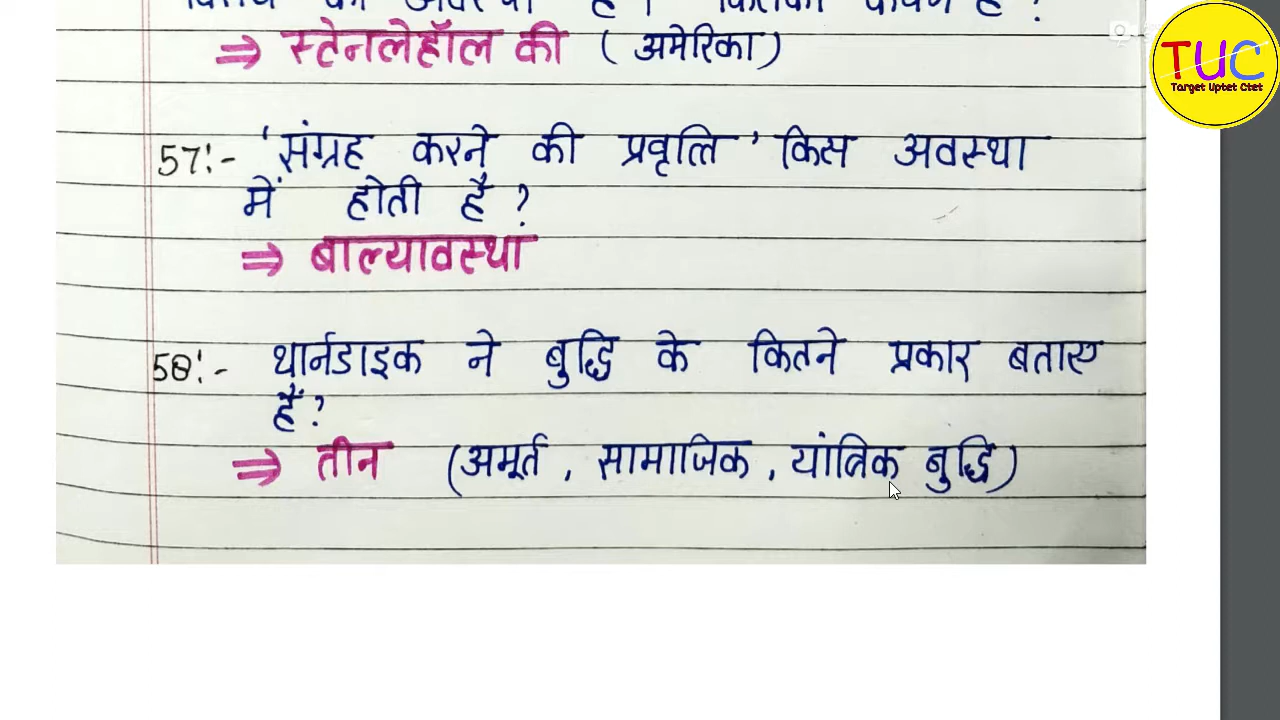 ⇒ स्टेनलेहॉल की ( अमेरिका)
57:- 'संग्रह करने की प्रवृत्ति' किस अवस्था
में होती है ?
⇒ बाल्यावस्था
58:- थार्नडाइक ने बुद्धि के कितने प्रकार बताए
हैं ?
⇒ तीन (अमूर्त , सामाजिक , यांत्रिक बुद्धि)
TUC
Target Uptet Ctet